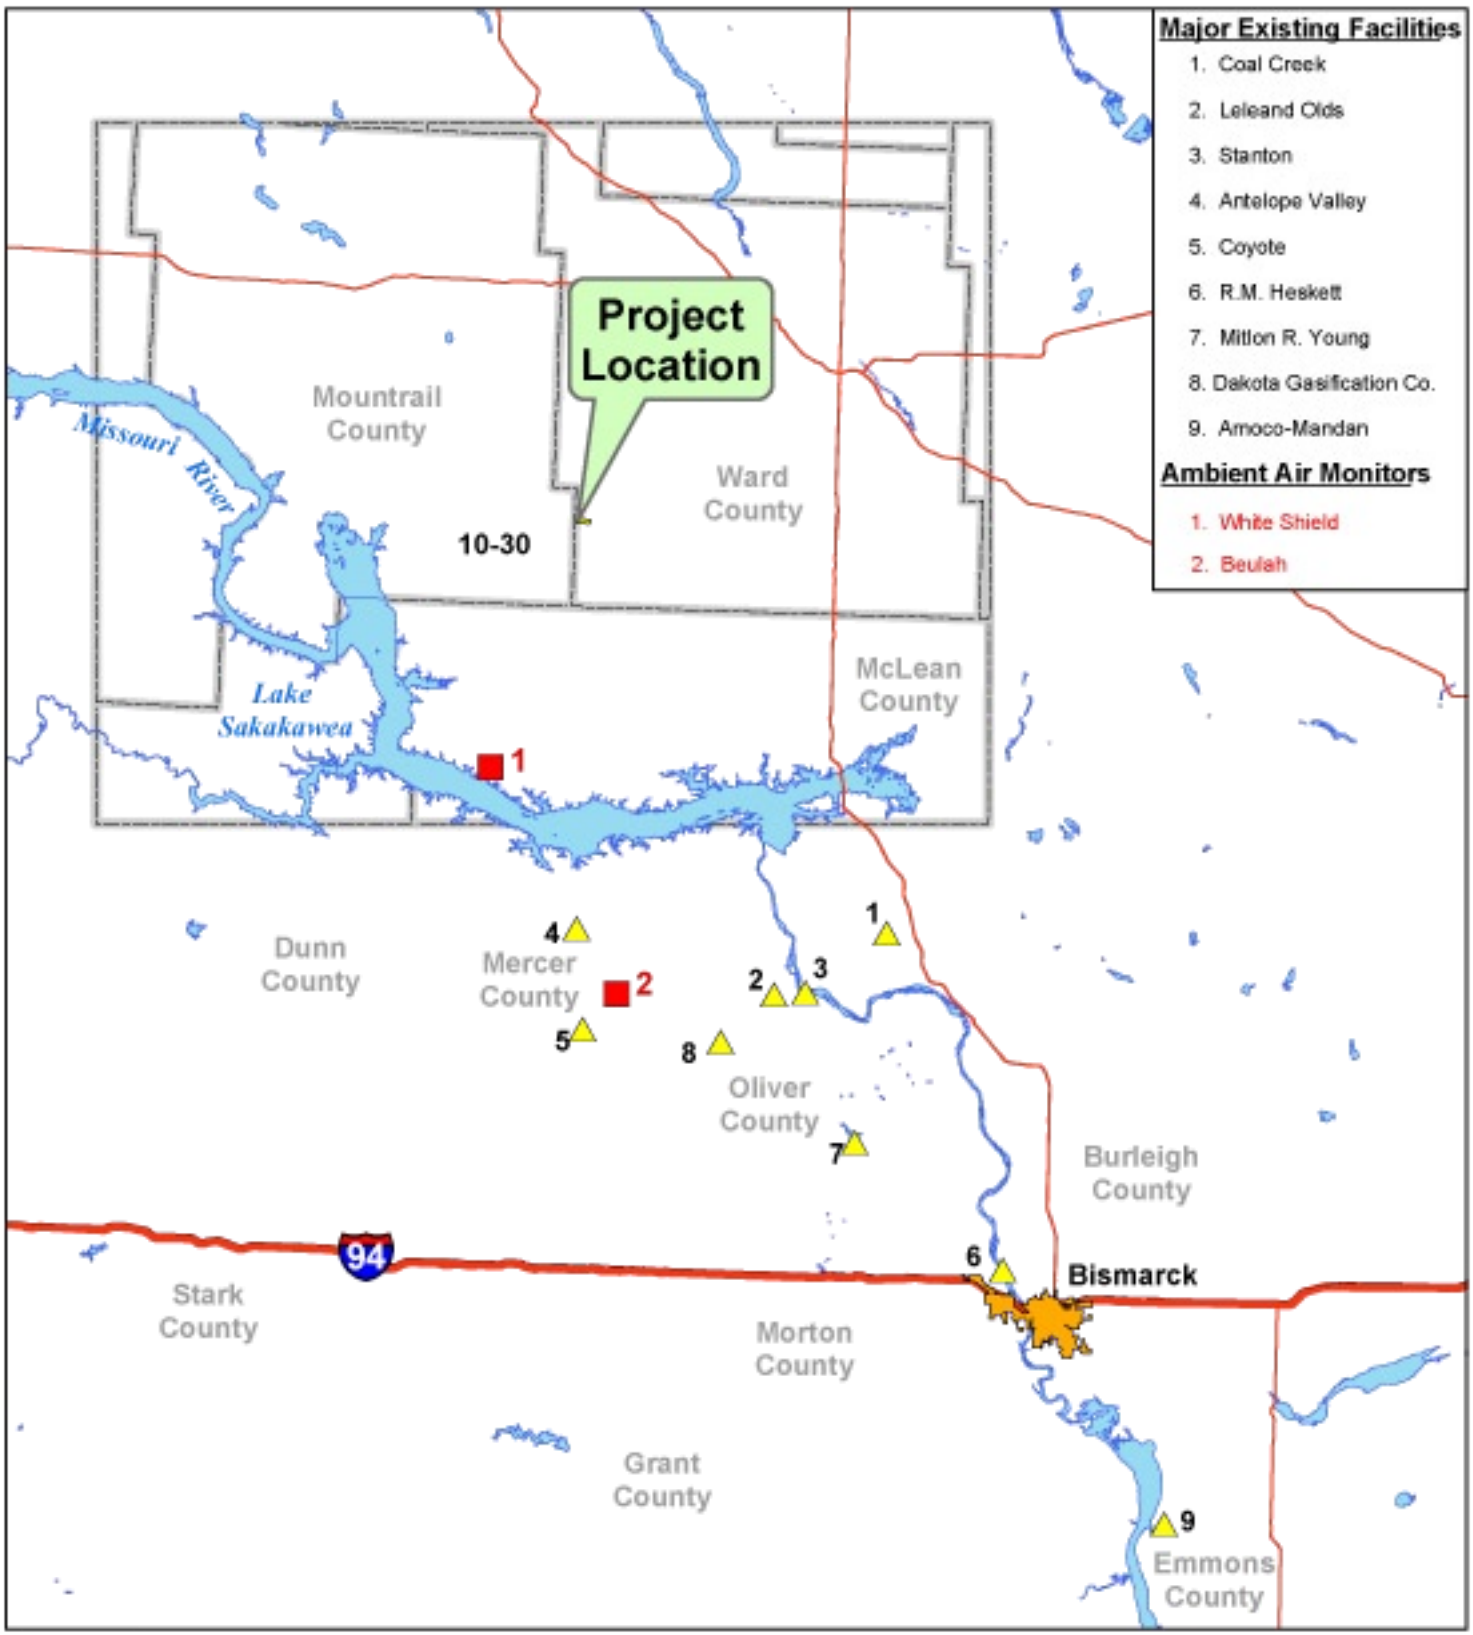 Major Existing Facilities
1. Coal Creek
2. Leleand Olds
3. Stanton
4. Antelope Valley
5. Coyote
6. R.M. Heskett
7. Mitlon R. Young
8. Dakota Gasification Co.
9. Amoco-Mandan
Ambient Air Monitors
1. White Shield
2. Beulah
Project
Location
Mountrail
County
Missouri
River
Ward
County
10-30
McLean
County
Lake
Sakakawea
1
1
4
Dunn
County
Mercer
County
2
2
3
5
8
Oliver
County
7
Burleigh
County
94
6
Bismarck
Stark
County
Morton
County
Grant
County
9
Emmons
County